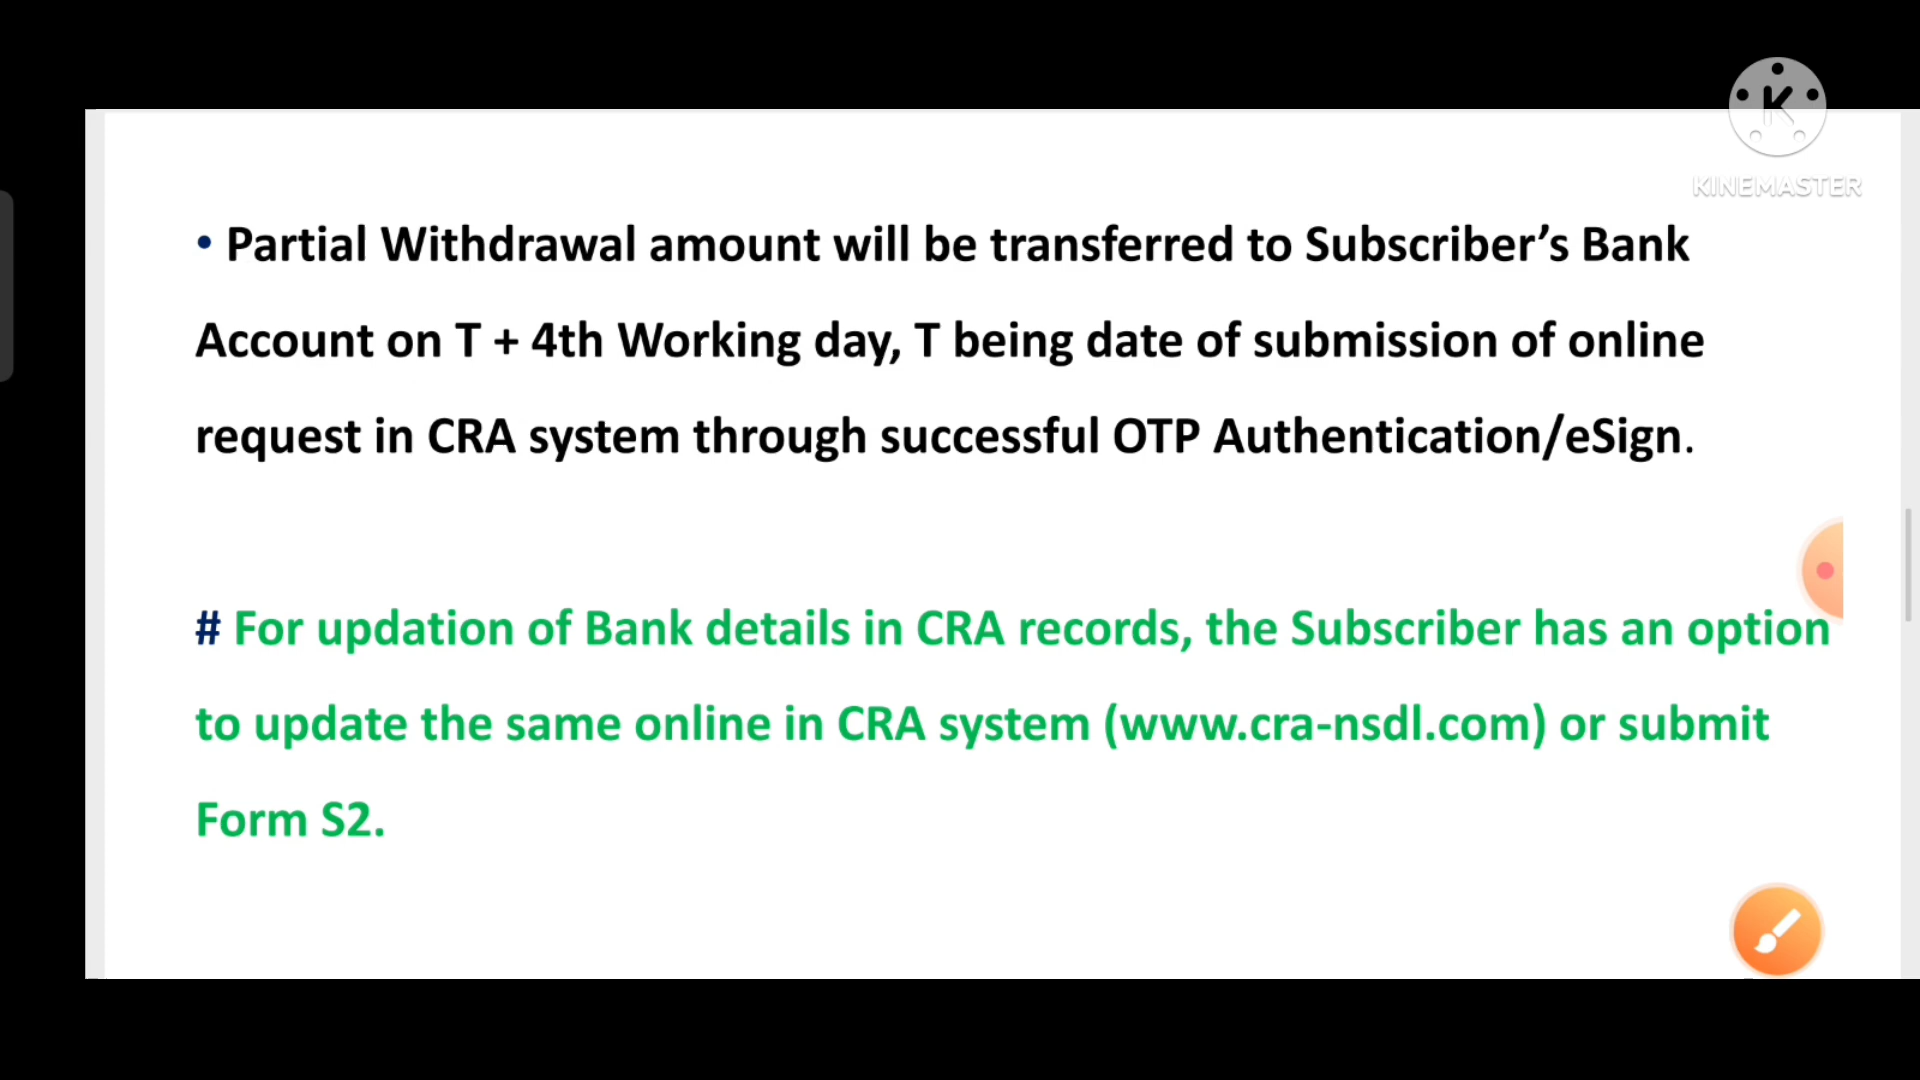 K
KINEMASTER
• Partial Withdrawal amount will be transferred to Subscriber’s Bank
Account on T + 4th Working day, T being date of submission of online
request in CRA system through successful OTP Authentication/eSign.
# For updation of Bank details in CRA records, the Subscriber has an option
to update the same online in CRA system (www.cra-nsdl.com) or submit
Form S2.